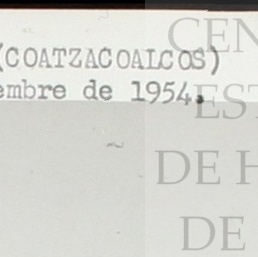 (COATZACOALCOS)
embre de 1954.
CEN
EST
DE H
DE